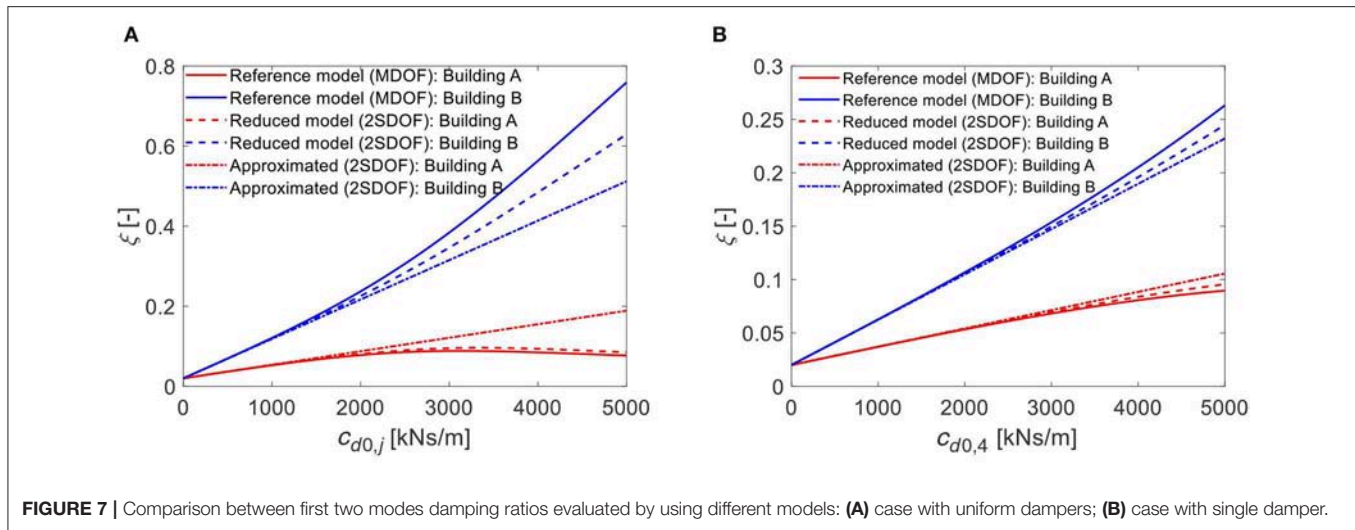 A
0.8
0.6
0.4
0.2
0
ξ [-]
Reference model (MDOF): Building A
Reference model (MDOF): Building B
Reduced model (2SDOF): Building A
Reduced model (2SDOF): Building B
Approximated (2SDOF): Building A
Approximated (2SDOF): Building B
0 1000 2000 3000 4000 5000
c_{d0,j} [kNs/m]
B
0.3
0.25
0.2
0.15
0.1
0.05
0
ξ [-]
Reference model (MDOF): Building A
Reference model (MDOF): Building B
Reduced model (2SDOF): Building A
Reduced model (2SDOF): Building B
Approximated (2SDOF): Building A
Approximated (2SDOF): Building B
0 1000 2000 3000 4000 5000
c_{d0,4} [kNs/m]
FIGURE 7 | Comparison between first two modes damping ratios evaluated by using different models: (A) case with uniform dampers; (B) case with single damper.